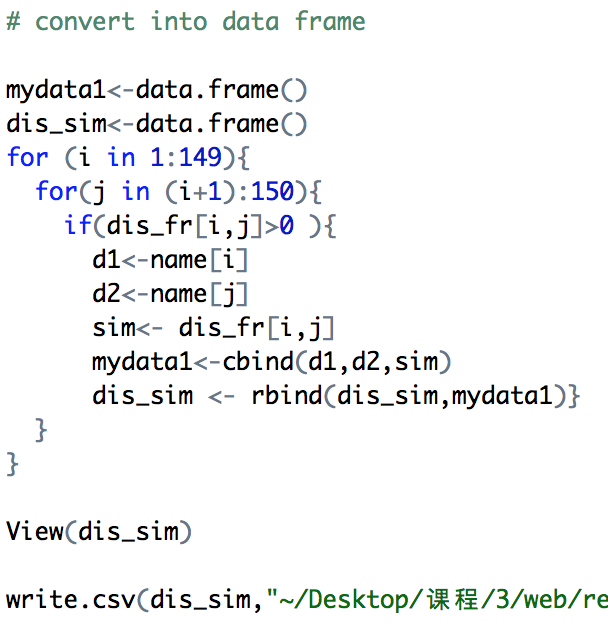 # convert into data frame
mydata1<-data.frame()
dis_sim<-data.frame()
for (i in 1:149){
  for(j in (i+1):150){
    if(dis_fr[i,j]>0 ){
      d1<-name[i]
      d2<-name[j]
      sim<- dis_fr[i,j]
      mydata1<-cbind(d1,d2,sim)
      dis_sim <- rbind(dis_sim,mydata1)}
  }
}
View(dis_sim)
write.csv(dis_sim,"~/Desktop/课程/3/web/re